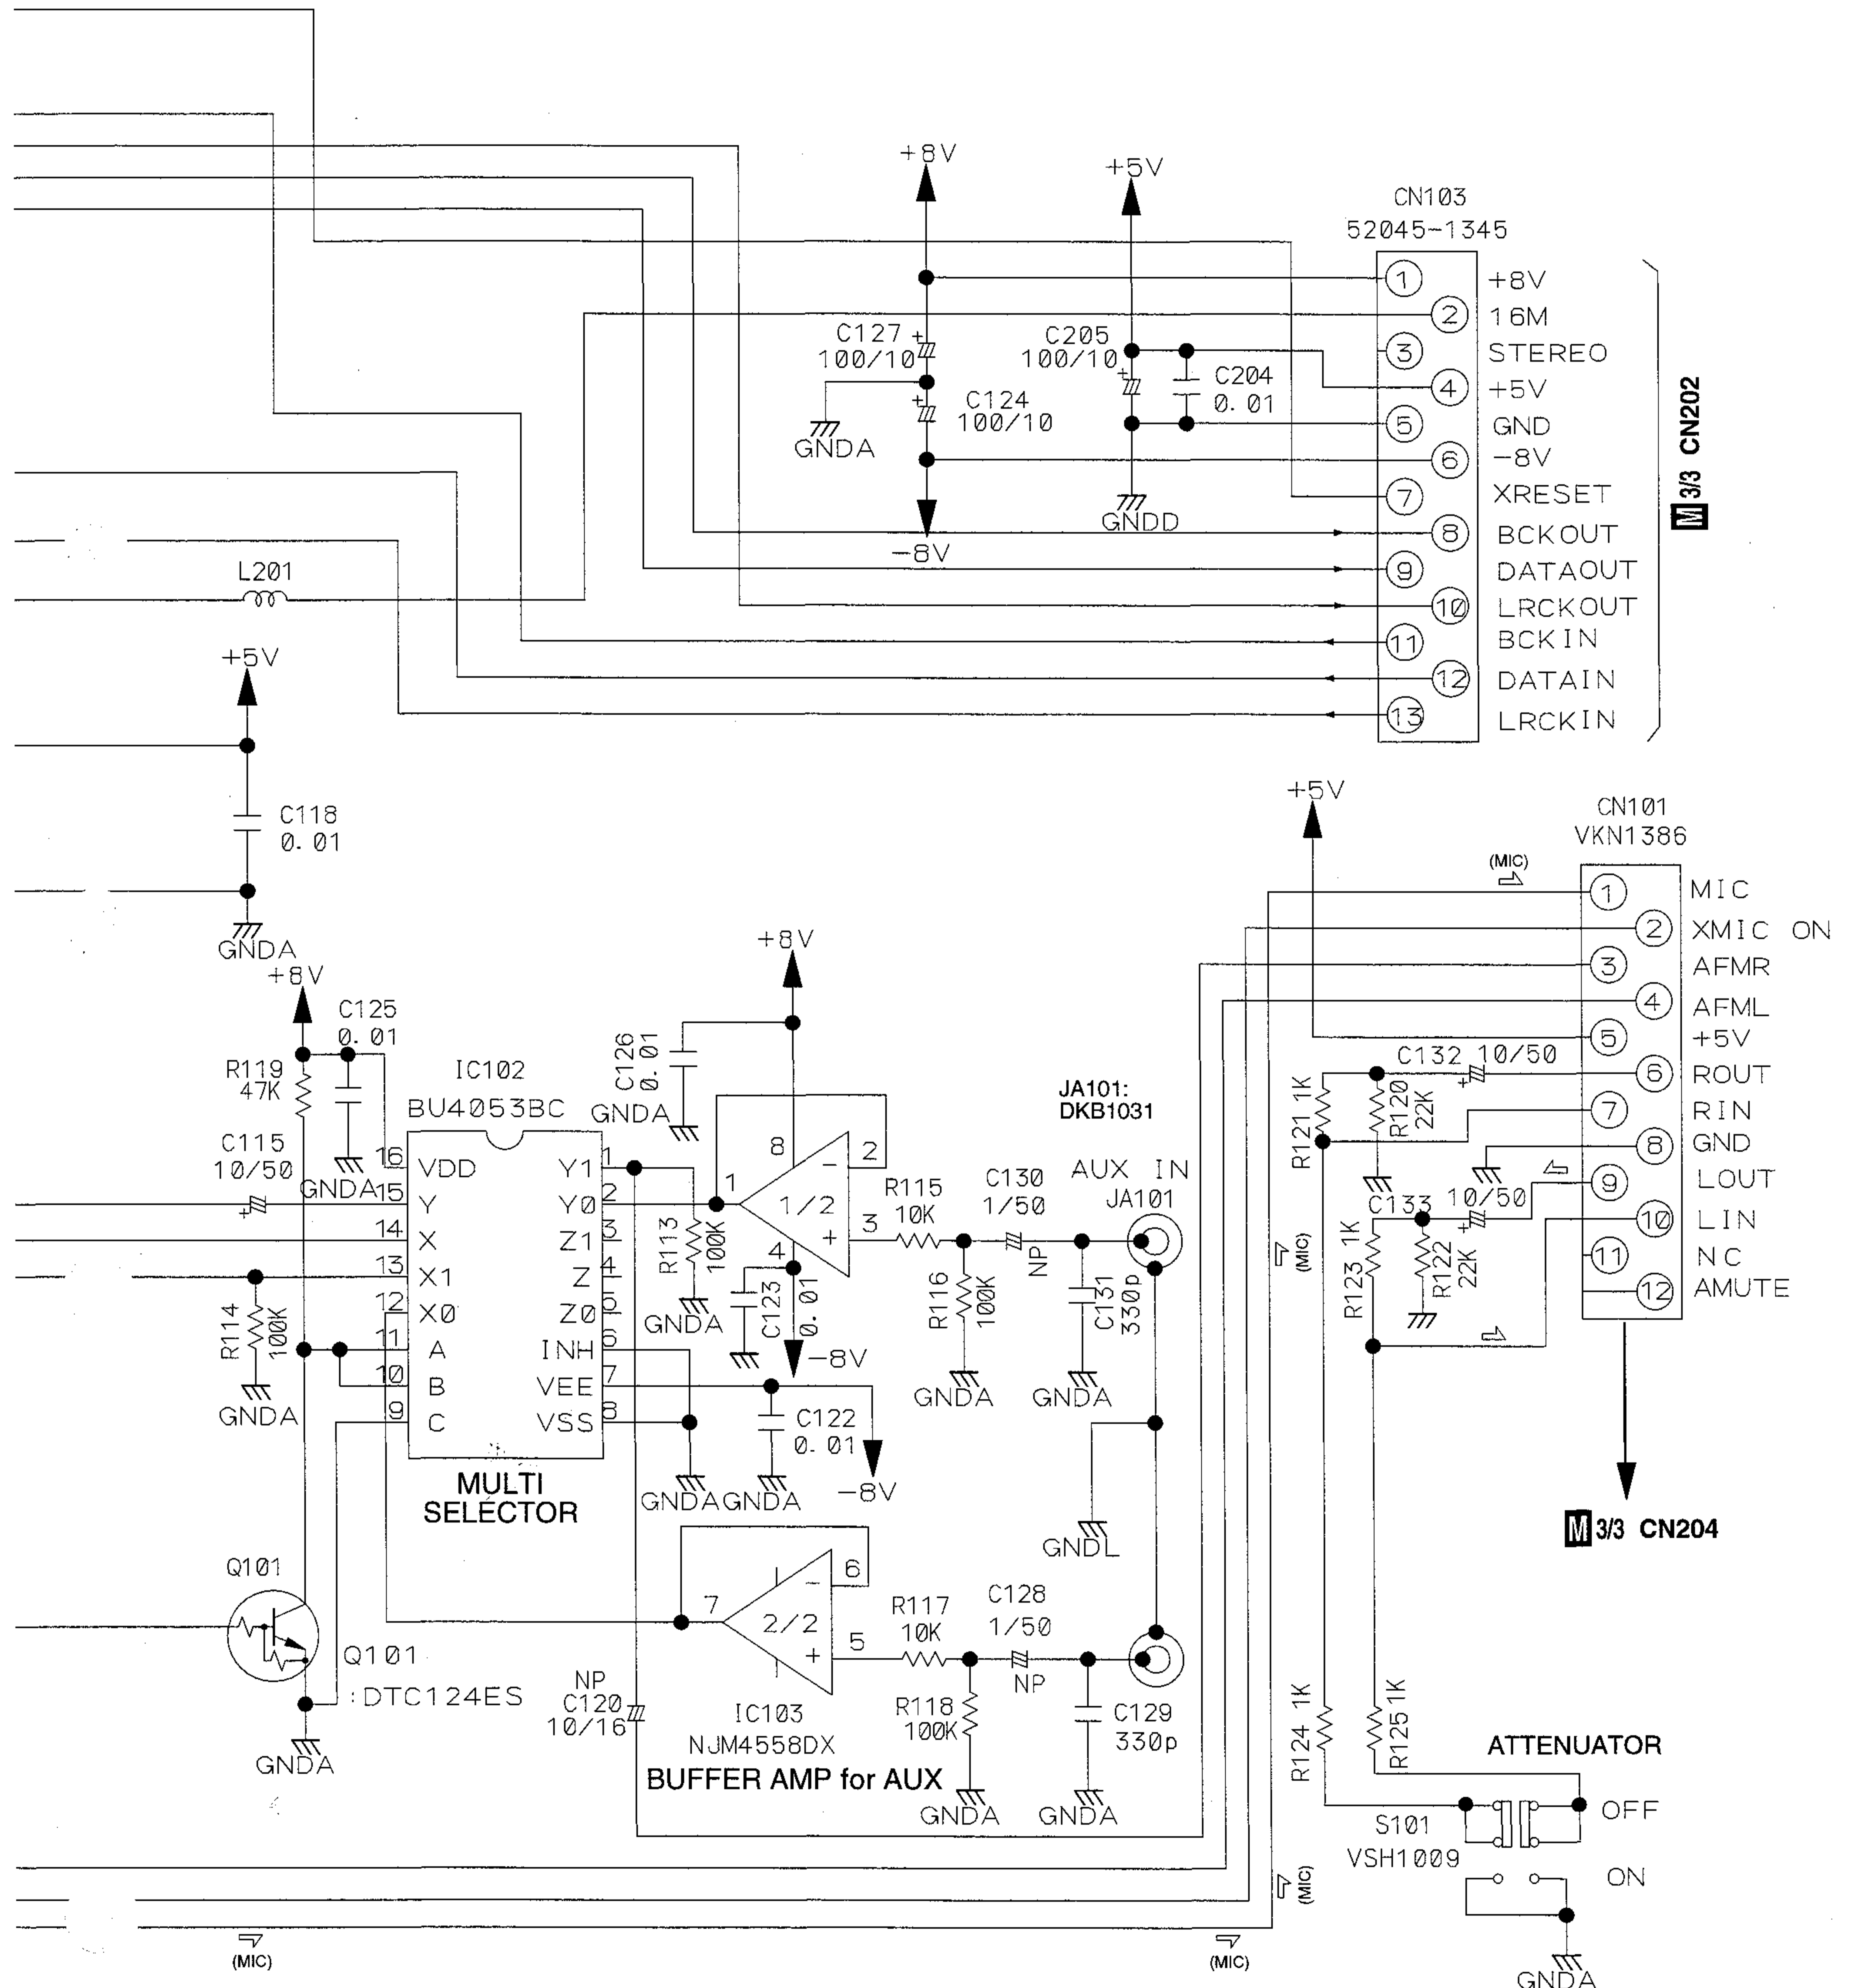 +8V
+5V
CN103
52045-1345
1 +8V
2 16M
3 STEREO
4 +5V
5 GND
6 -8V
7 XRESET
8 BCKOUT
9 DATAOUT
10 LRCKOUT
11 BCKIN
12 DATAIN
13 LRCKIN
M 3/3 CN202
C127
100/10
+
C124
100/10
+
GNDA
-8V
C205
100/10
+
C204
0.01
GNDD
L201
+5V
C118
0.01
GNDA
+5V
CN101
VKN1386
(MIC)
1 MIC
2 XMIC ON
3 AFMR
4 AFML
5 +5V
6 ROUT
7 RIN
8 GND
9 LOUT
10 LIN
11 NC
12 AMUTE
M 3/3 CN204
C132 10/50
+
R121 1K
R120
22K
C133 10/50
+
R123 1K
R122
22K
(MIC)
+8V
C125
0.01
R119
47K
GNDA
C115
10/50
+
IC102
BU4053BC
16 VDD
15 Y
14 X
13 X1
12 X0
11 A
10 B
9 C
Y1 1
Y0 2
Z1 3
Z 4
Z0 5
INH 6
VEE 7
VSS 8
MULTI
SELECTOR
R114
100K
GNDA
+8V
C126
0.01
GNDA
8
1
2
-
1/2
+
3
4
R113
100K
GNDA
C123
0.01
-8V
R115
10K
C130
1/50
NP
R116
100K
GNDA
C131
330p
GNDA
JA101:
DKB1031
AUX IN
JA101
C122
0.01
GNDA
GNDA
-8V
GNDL
Q101
Q101
:DTC124ES
GNDA
7
6
-
2/2
+
5
IC103
NJM4558DX
BUFFER AMP for AUX
NP
C120
10/16
R117
10K
C128
1/50
NP
R118
100K
GNDA
C129
330p
GNDA
R124 1K
R125 1K
ATTENUATOR
OFF
S101
VSH1009
ON
GNDA
(MIC)
(MIC)
(MIC)